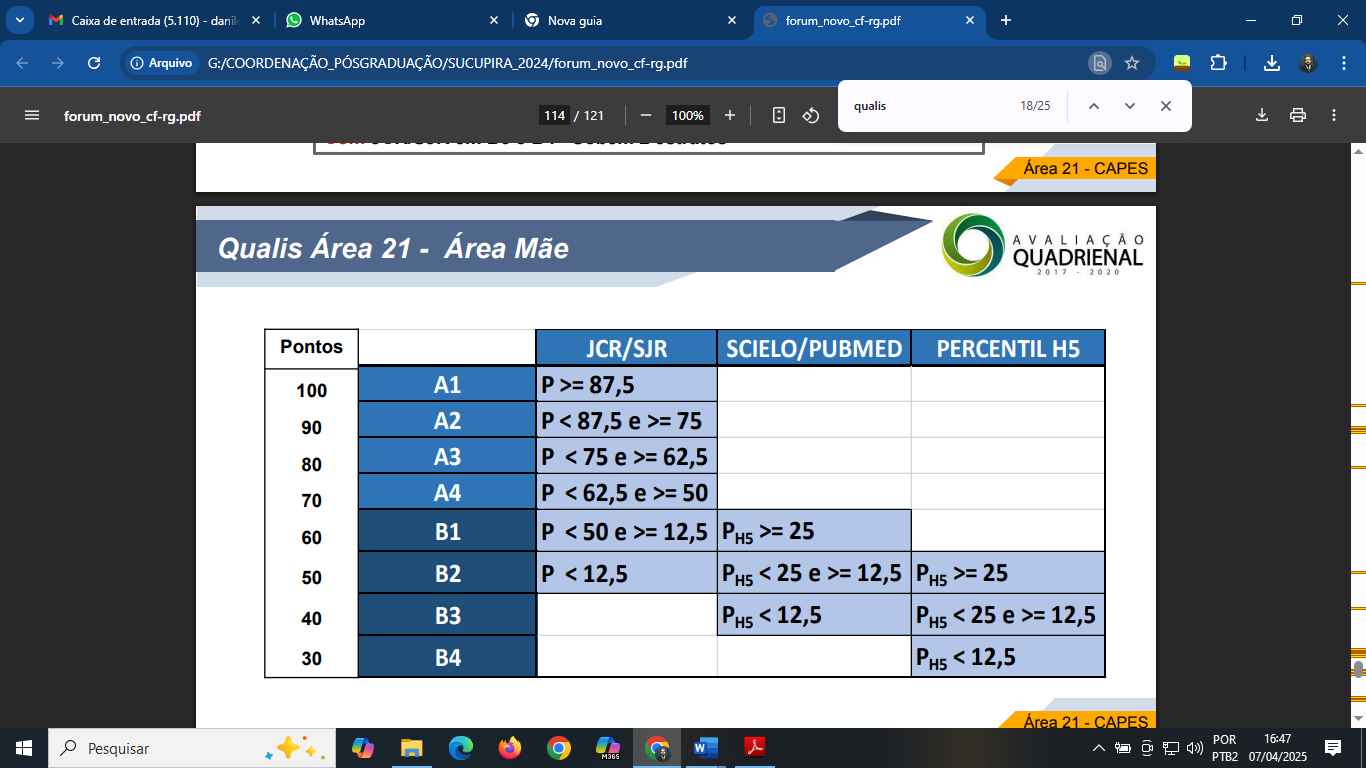 Caixa de entrada (5.110) - danil
WhatsApp
Nova guia
forum_novo_cf-rg.pdf
Arquivo
G:/COORDENAÇÃO_PÓSGRADUAÇÃO/SUCUPIRA_2024/forum_novo_cf-rg.pdf
qualis 18/25
forum_novo_cf-rg.pdf
114 / 121
100%
Área 21 - CAPES
Qualis Área 21 - Área Mãe
AVALIAÇÃO
QUADRIENAL
2017 - 2020
Pontos JCR/SJR SCIELO/PUBMED PERCENTIL H5
100 A1 P >= 87,5
90 A2 P < 87,5 e >= 75
80 A3 P < 75 e >= 62,5
70 A4 P < 62,5 e >= 50
60 B1 P < 50 e >= 12,5 PH5 >= 25
50 B2 P < 12,5 PH5 < 25 e >= 12,5 PH5 >= 25
40 B3 PH5 < 12,5 PH5 < 25 e >= 12,5
30 B4 PH5 < 12,5
Área 21 - CAPES
Pesquisar
M365
POR
PTB2
16:47
07/04/2025